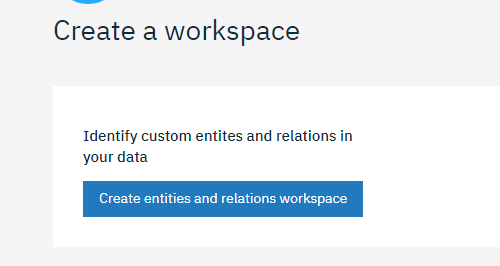 Create a workspace
Identify custom entites and relations in
your data
Create entities and relations workspace